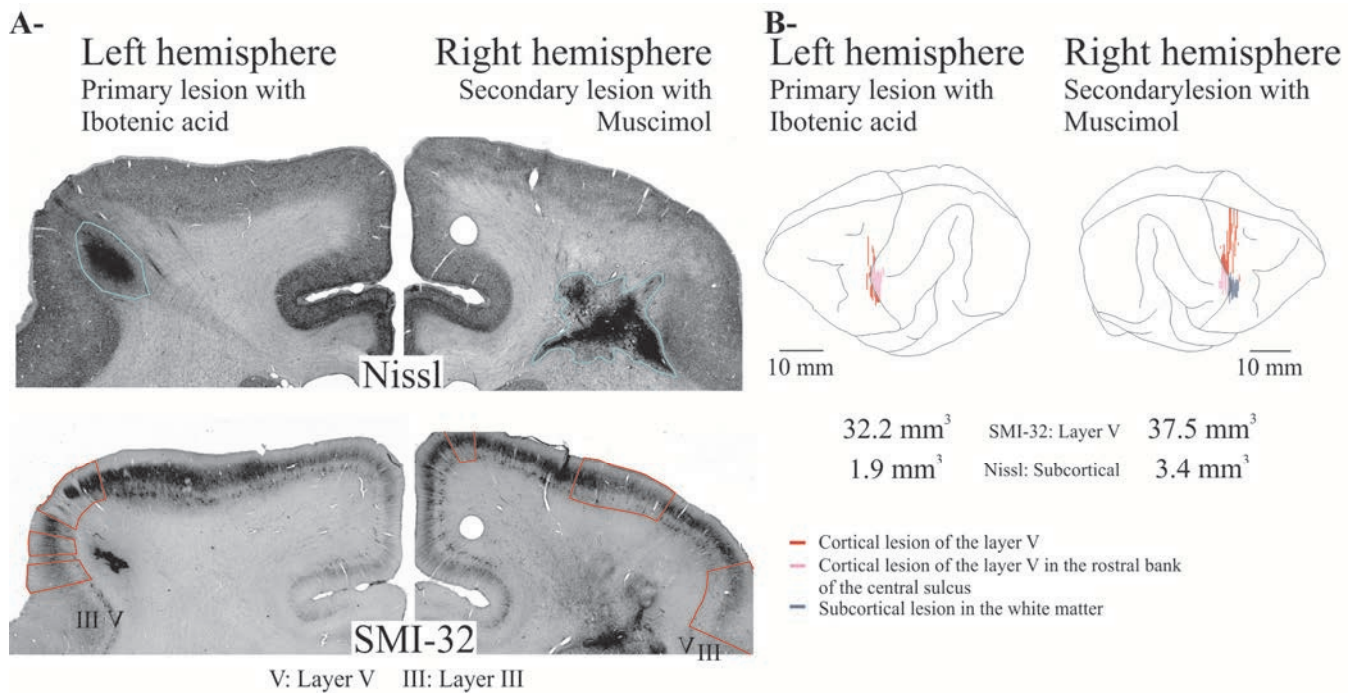 A-
Left hemisphere
Primary lesion with
Ibotenic acid
Right hemisphere
Secondary lesion with
Muscimol
Nissl
SMI-32
III V
V III
V: Layer V III: Layer III
B-
Left hemisphere
Primary lesion with
Ibotenic acid
Right hemisphere
Secondarylesion with
Muscimol
10 mm
10 mm
32.2 mm³ SMI-32: Layer V 37.5 mm³
1.9 mm³ Nissl: Subcortical 3.4 mm³
Cortical lesion of the layer V
Cortical lesion of the layer V in the rostral bank
of the central sulcus
Subcortical lesion in the white matter